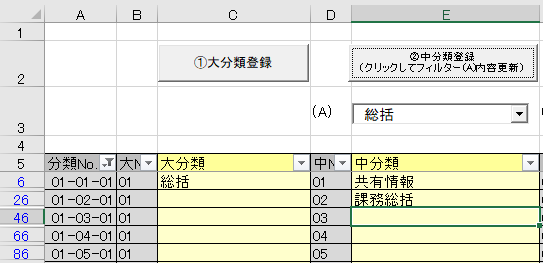 A B C D E
1
①大分類登録 ②中分類登録
(クリックしてフィルター(A)内容更新)
2
(A) 総括
3
4
5 分類No. 大N 大分類 中N 中分類
6 01-01-01 01 総括 01 共有情報
26 01-02-01 01 02 課務総括
46 01-03-01 01 03
66 01-04-01 01 04
86 01-05-01 01 05